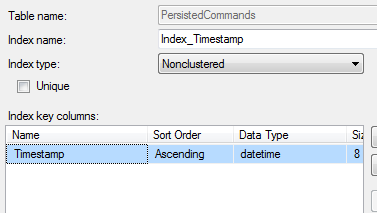 Table name: PersistedCommands
Index name: Index_Timestamp
Index type: Nonclustered
Unique
Index key columns:
Name Sort Order Data Type
Timestamp Ascending datetime 8